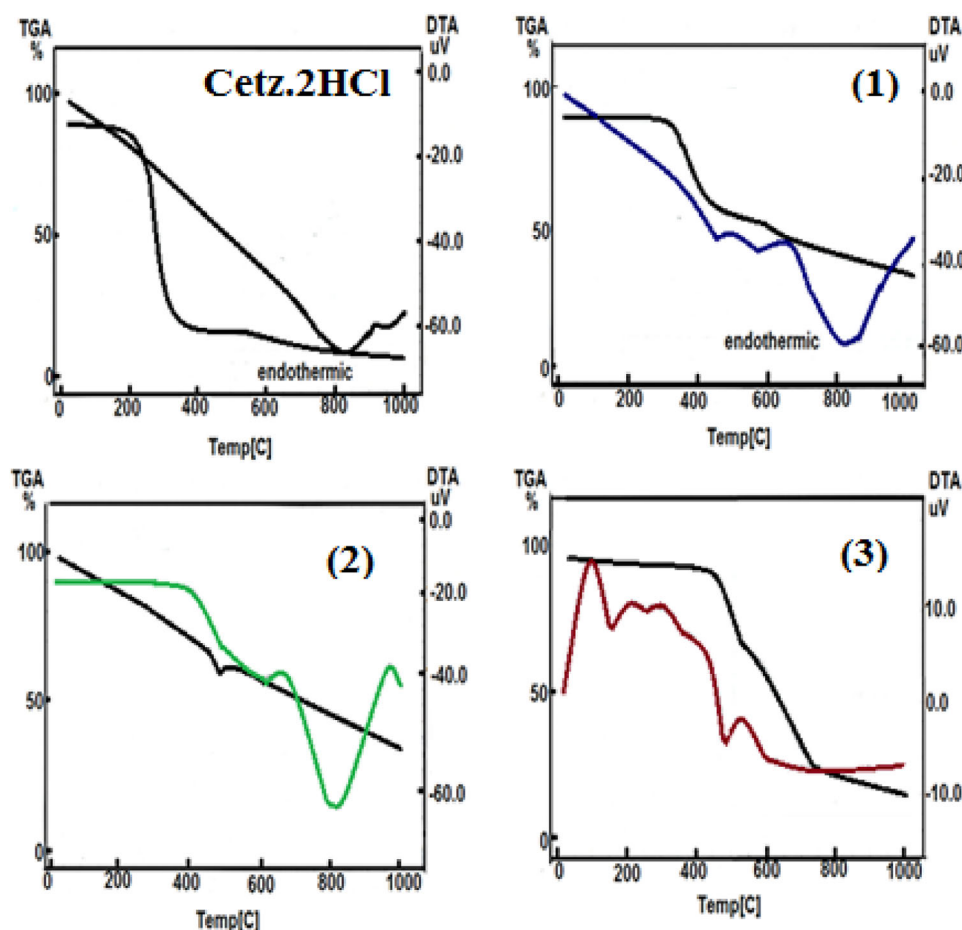 TGA
%
DTA
uV
Cetz.2HCl
0.0
100
-20.0
50
-40.0
-60.0
endothermic
0
0 200 400 600 800 1000
Temp[C]
TGA
%
DTA
uV
(1)
100
0.0
-20.0
50
-40.0
endothermic
-60.0
0
0 200 400 600 800 1000
Temp[C]
TGA
%
DTA
uV
0.0
(2)
100
-20.0
-40.0
50
-60.0
0
0 200 400 600 800 1000
Temp[C]
TGA
%
DTA
uV
(3)
100
10.0
50
0.0
-10.0
0
0 200 400 600 800 1000
Temp[C]